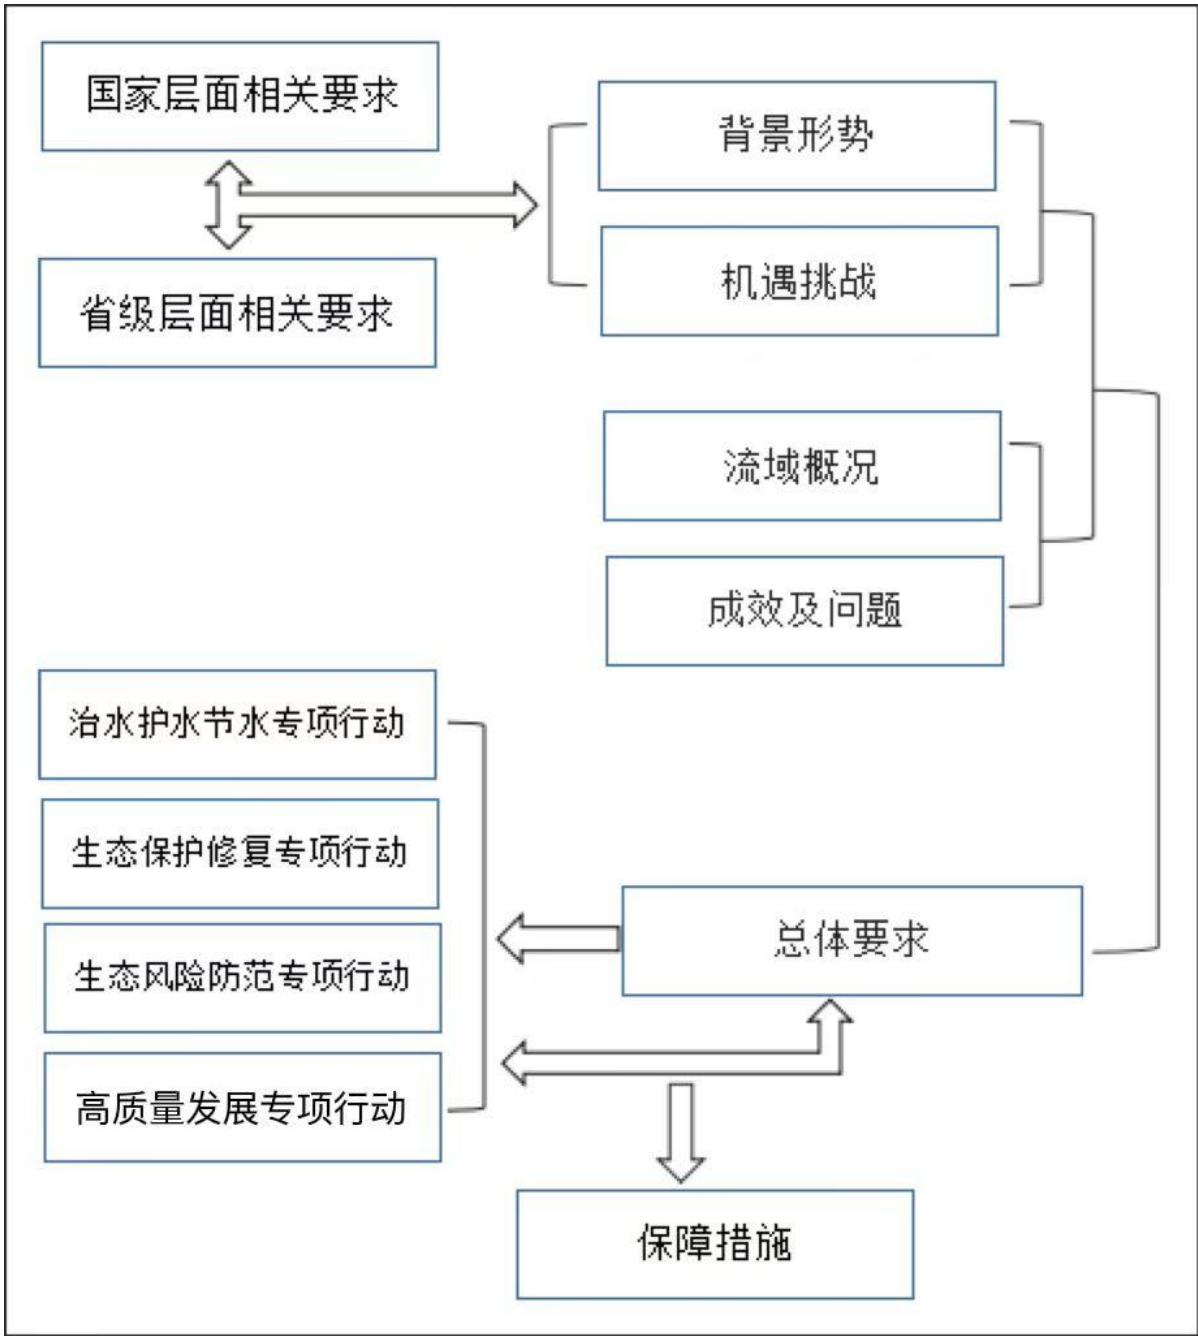 国家层面相关要求
省级层面相关要求
背景形势
机遇挑战
流域概况
成效及问题
治水护水节水专项行动
生态保护修复专项行动
生态风险防范专项行动
高质量发展专项行动
总体要求
保障措施